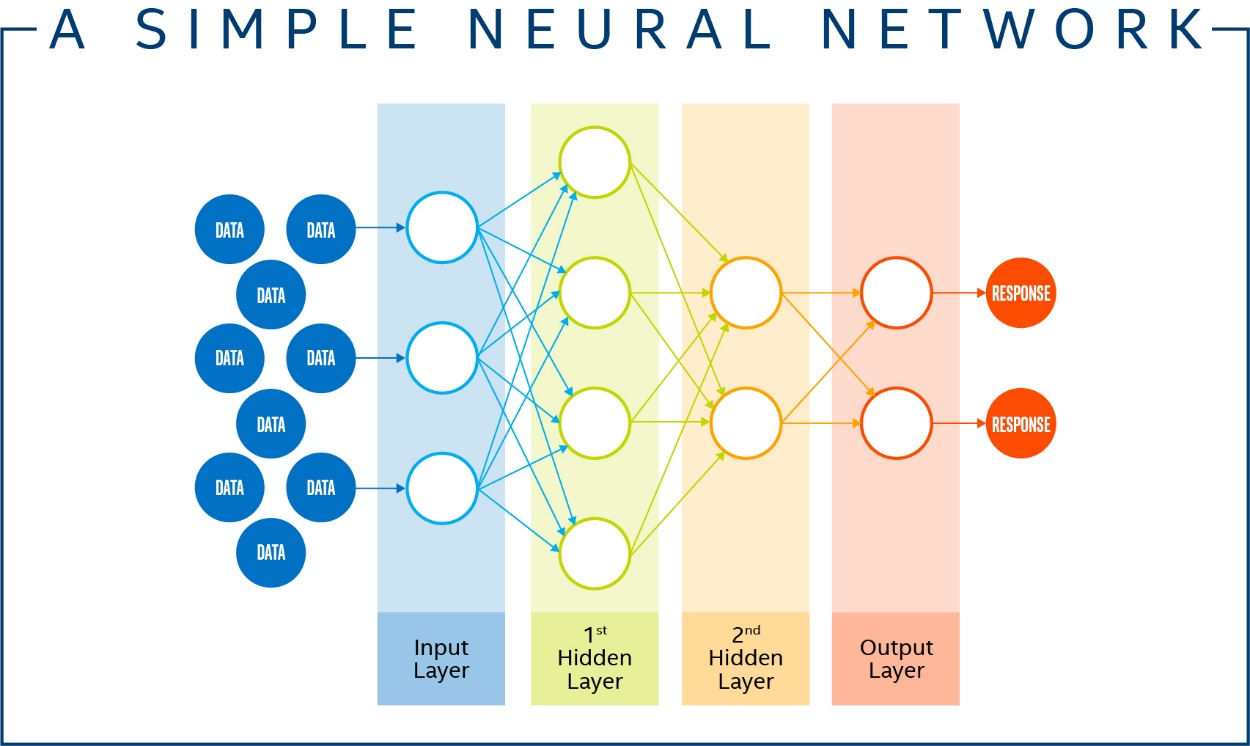 A SIMPLE NEURAL NETWORK
DATA DATA
DATA
DATA DATA
DATA
DATA DATA
DATA
RESPONSE
RESPONSE
Input
Layer
1st
Hidden
Layer
2nd
Hidden
Layer
Output
Layer